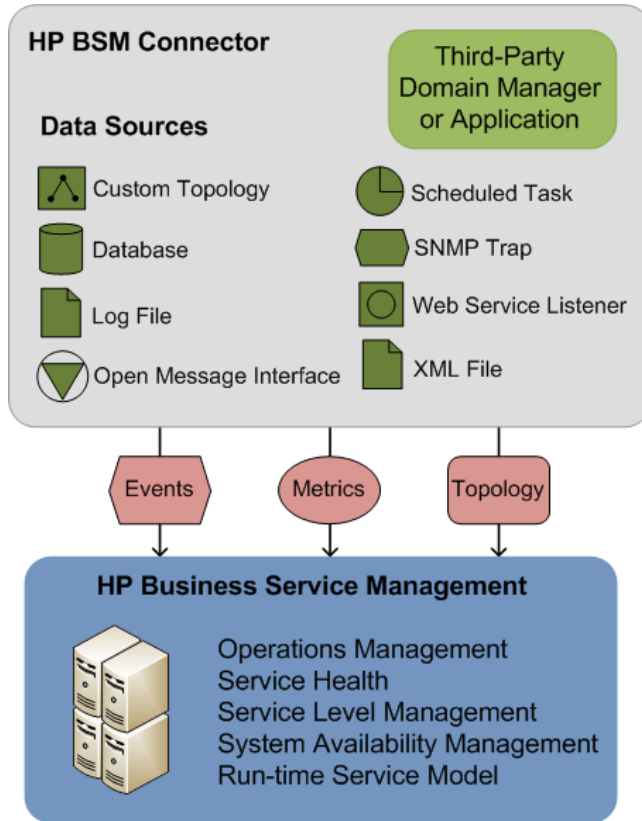 HP BSM Connector
Third-Party
Domain Manager
or Application
Data Sources
Custom Topology
Database
Log File
Open Message Interface
Scheduled Task
SNMP Trap
Web Service Listener
XML File
Events
Metrics
Topology
HP Business Service Management
Operations Management
Service Health
Service Level Management
System Availability Management
Run-time Service Model